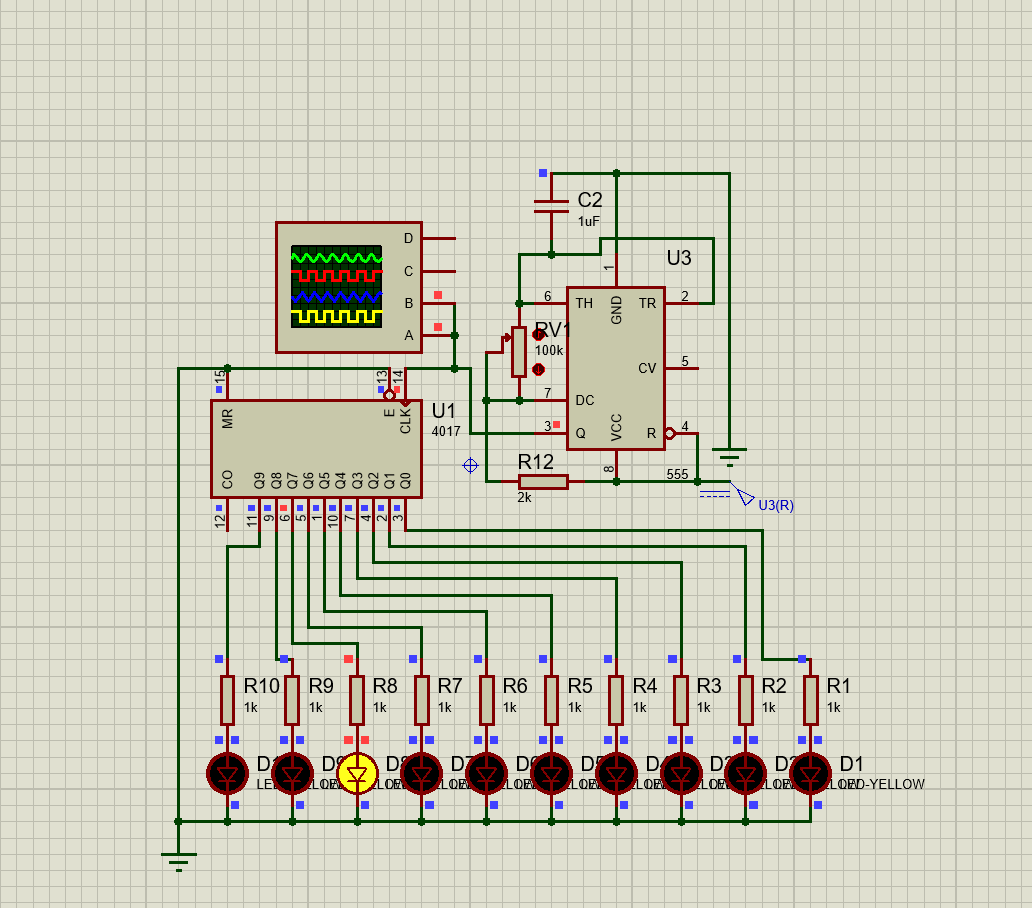 C2
1uF
U3
D
C
B
A
1
6
TH
GND
TR
2
RV1
100k
CV
5
7
DC
3
Q
VCC
R
4
8
555
R12
2k
U3(R)
15
13
14
MR
E
CLK
U1
4017
CO
Q9
Q8
Q7
Q6
Q5
Q4
Q3
Q2
Q1
Q0
12
11
9
6
5
1
10
7
4
2
3
R10
1k
R9
1k
R8
1k
R7
1k
R6
1k
R5
1k
R4
1k
R3
1k
R2
1k
R1
1k
D1
LED-YELLOW